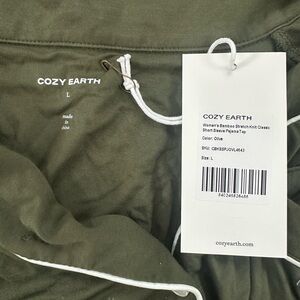 COZY EARTH
L
made
in
COZY EARTH
Women's Bamboo Stretch Knit Classic
Short Sleeve Pajama Top
Color: Olive
Size: L
cozyearth.com